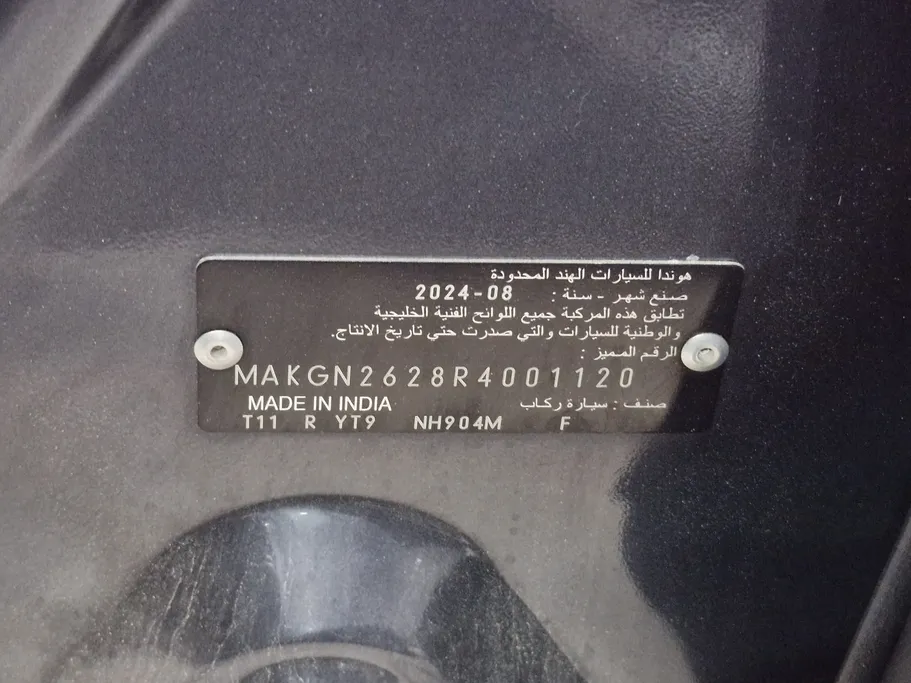 هوندا للسيارات الهند المحدودة
صنع شهر - سنة : 2024-08
تطابق هذه المركبة جميع اللوائح الفنية الخليجية
والوطنية للسيارات والتي صدرت حتي تاريخ الانتاج.
الرقم المميز :
MAKGN2628R4001120
MADE IN INDIA صنف : سيارة ركاب
T11 R YT9 NH904M F